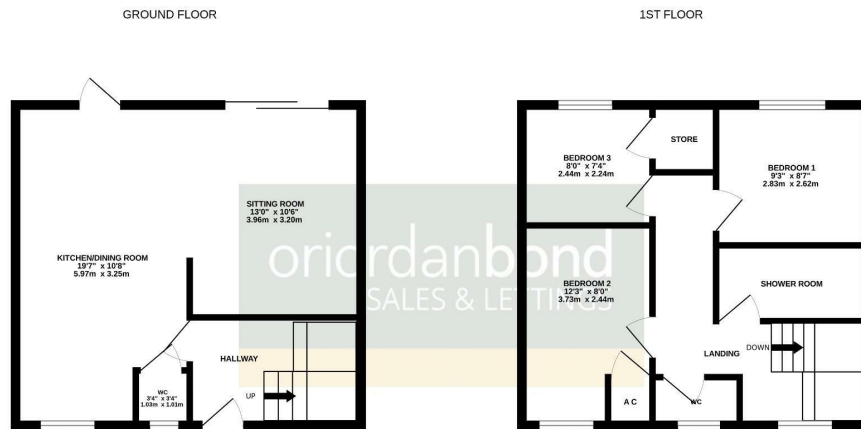 GROUND FLOOR
1ST FLOOR
KITCHEN/DINING ROOM
19'7" x 10'8"
5.97m x 3.25m
SITTING ROOM
13'0" x 10'6"
3.96m x 3.20m
HALLWAY
UP
WC
3'4" x 3'4"
1.03m x 1.01m
BEDROOM 3
8'0" x 7'4"
2.44m x 2.24m
STORE
BEDROOM 1
9'3" x 8'7"
2.83m x 2.62m
BEDROOM 2
12'3" x 8'0"
3.73m x 2.44m
SHOWER ROOM
DOWN
LANDING
A C
WC
oriordanbond
SALES & LETTINGS